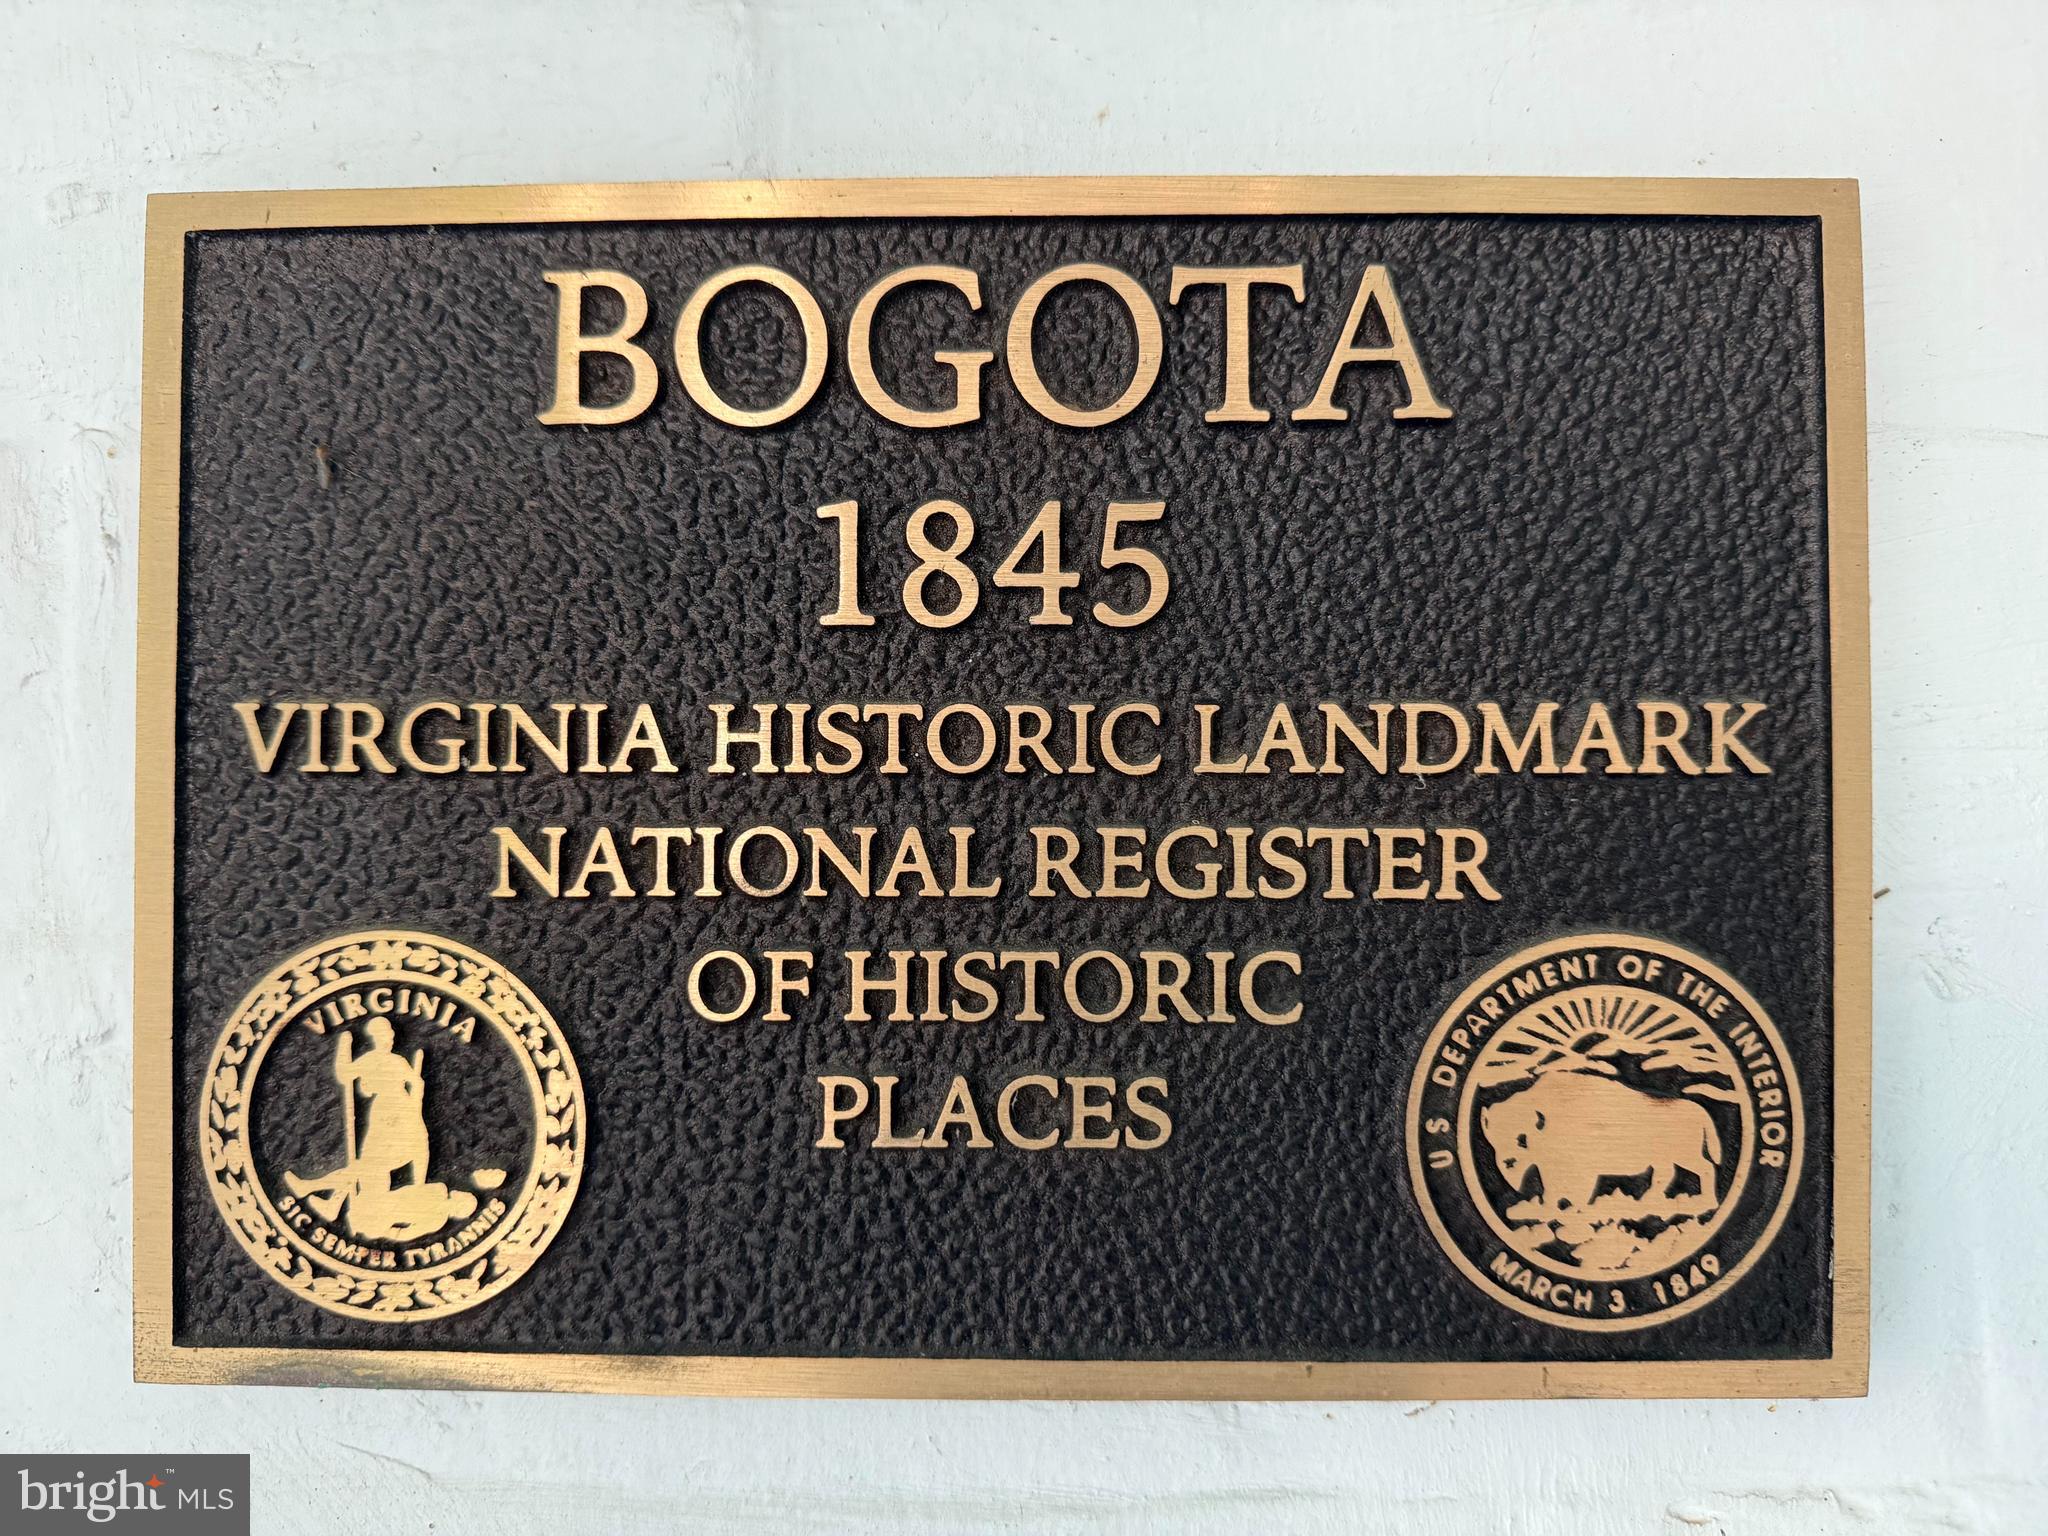 BOGOTA
1845
VIRGINIA HISTORIC LANDMARK
NATIONAL REGISTER
OF HISTORIC
PLACES
VIRGINIA
SIC SEMPER TYRANNIS
U S DEPARTMENT OF THE INTERIOR
MARCH 3, 1849
bright™ MLS